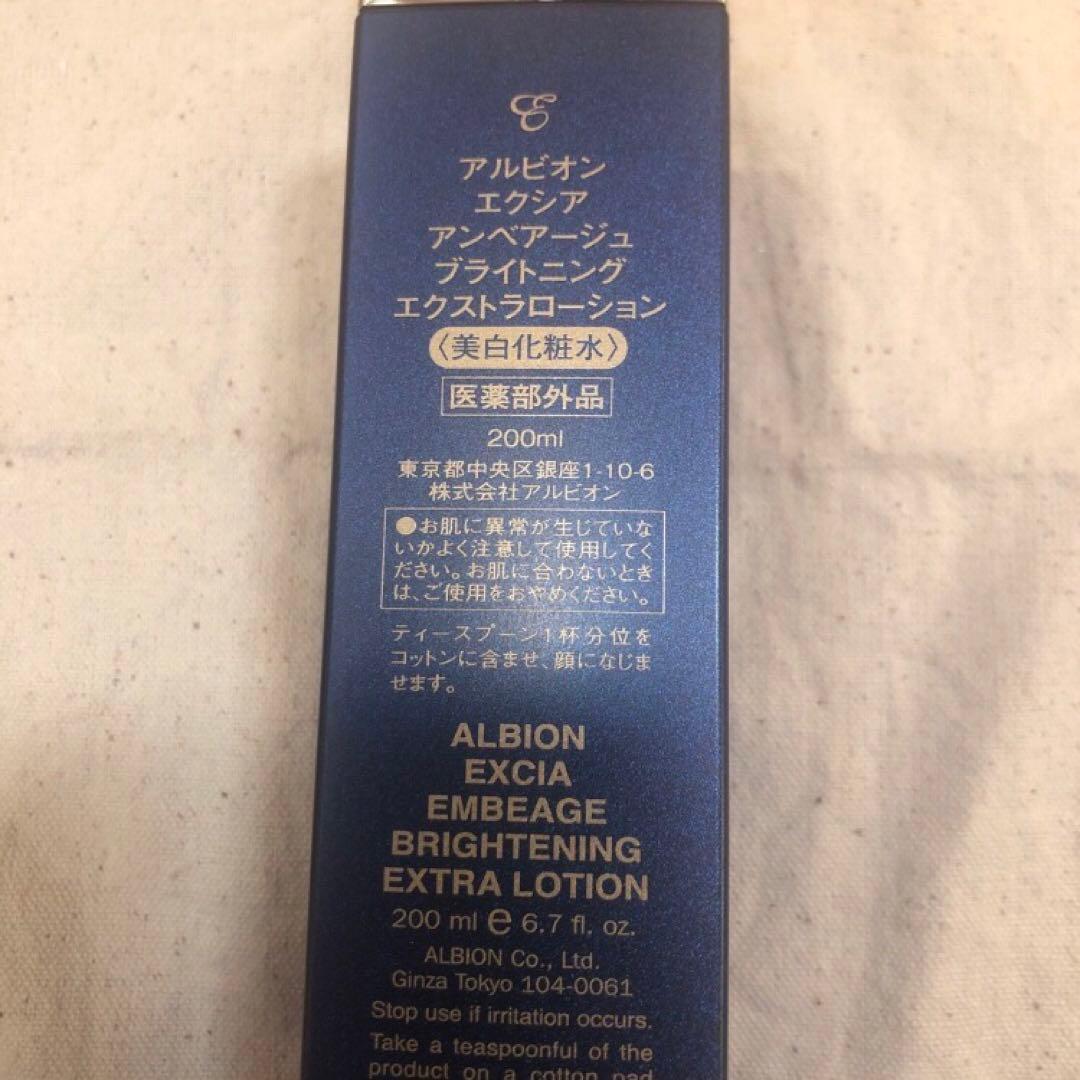 E
アルビオン
エクシア
アンベアージュ
ブライトニング
エクストラローション
〈美白化粧水〉
医薬部外品
200ml
東京都中央区銀座1-10-6
株式会社アルビオン
●お肌に異常が生じていな
いかよく注意して使用してく
ださい。お肌に合わないとき
は、ご使用をおやめください。
ティースプーン1杯分位を
コットンに含ませ、顔になじま
せます。
ALBION
EXCIA
EMBEAGE
BRIGHTENING
EXTRA LOTION
200 ml e 6.7 fl. oz.
ALBION Co., Ltd.
Ginza Tokyo 104-0061
Stop use if irritation occurs.
Take a teaspoonful of the
product on a cotton pad